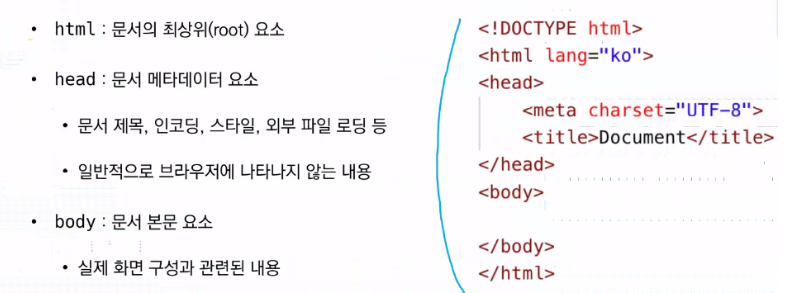 • html : 문서의 최상위(root) 요소
• head : 문서 메타데이터 요소
• 문서 제목, 인코딩, 스타일, 외부 파일 로딩 등
• 일반적으로 브라우저에 나타나지 않는 내용
• body : 문서 본문 요소
• 실제 화면 구성과 관련된 내용
<!DOCTYPE html>
<html lang="ko">
<head>
    <meta charset="UTF-8">
    <title>Document</title>
</head>
<body>

</body>
</html>